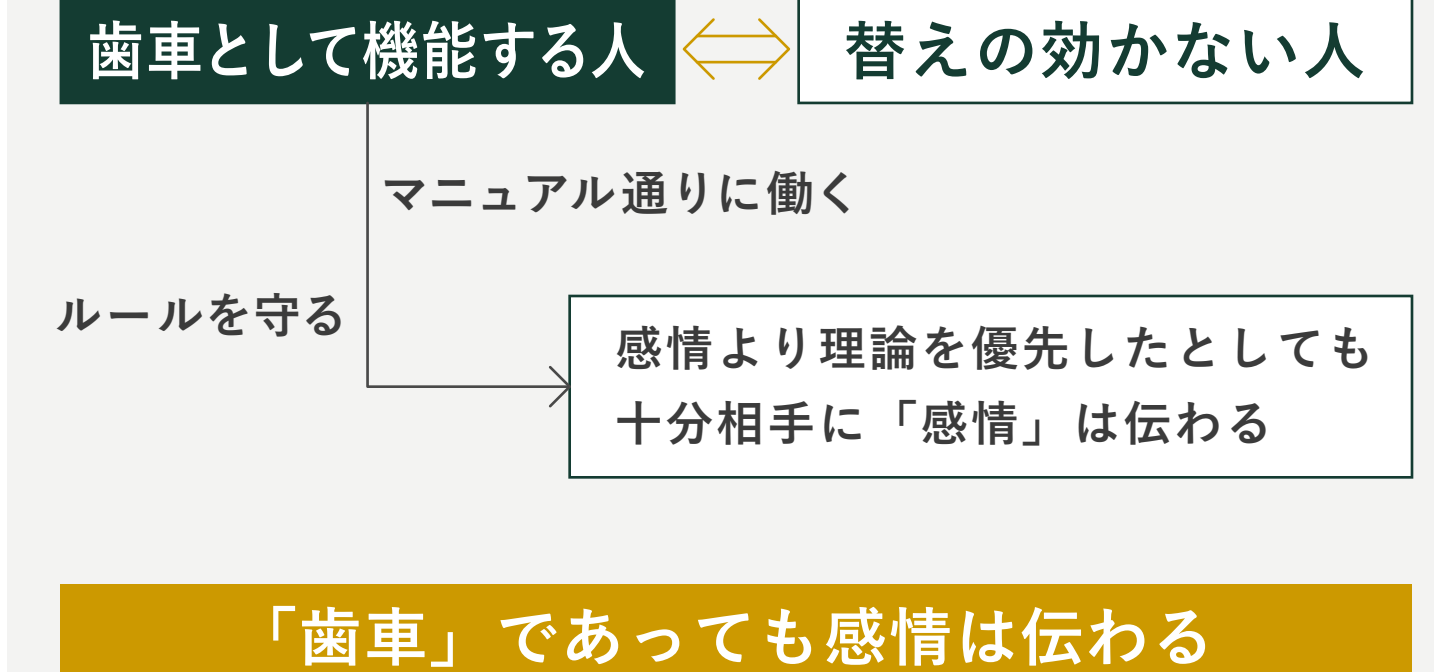 歯車として機能する人
替えの効かない人
マニュアル通りに働く
ルールを守る
感情より理論を優先したとしても
十分相手に「感情」は伝わる
「歯車」であっても感情は伝わる